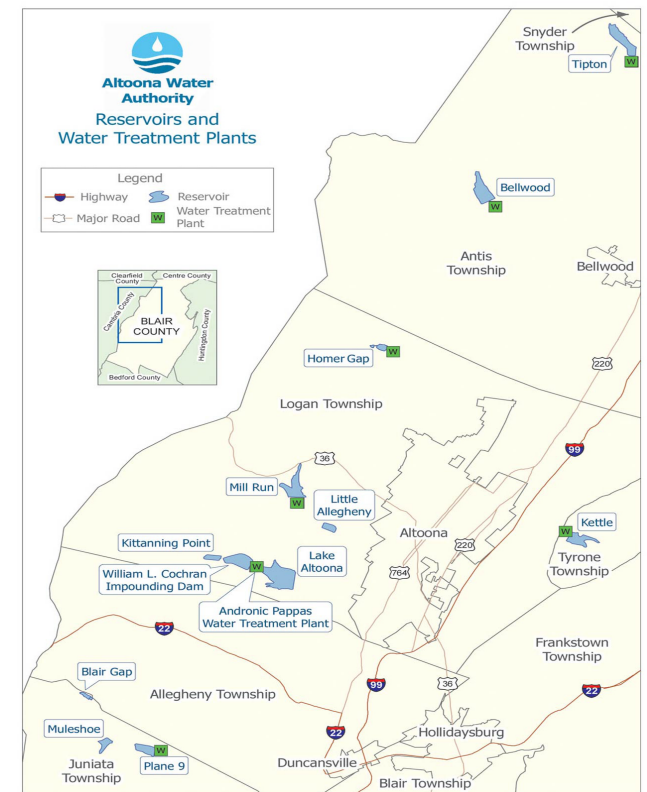 Altoona Water
Authority
Reservoirs and
Water Treatment Plants
Legend
Highway
Reservoir
Major Road
W
Water Treatment
Plant
Clearfield
County
Centre County
Cambria County
BLAIR
COUNTY
Huntingdon County
Bedford County
Snyder
Township
Tipton
W
Bellwood
W
Antis
Township
Bellwood
Homer Gap
W
220
Logan Township
36
99
Mill Run
W
Little
Allegheny
Altoona
W
Kettle
220
Tyrone
Township
Kittanning Point
W
Lake
Altoona
764
William L. Cochran
Impounding Dam
Andronic Pappas
Water Treatment Plant
22
Frankstown
Township
Blair Gap
Allegheny Township
99
36
22
Muleshoe
22
Hollidaysburg
W
Juniata
Township
Plane 9
Duncansville
Blair Township